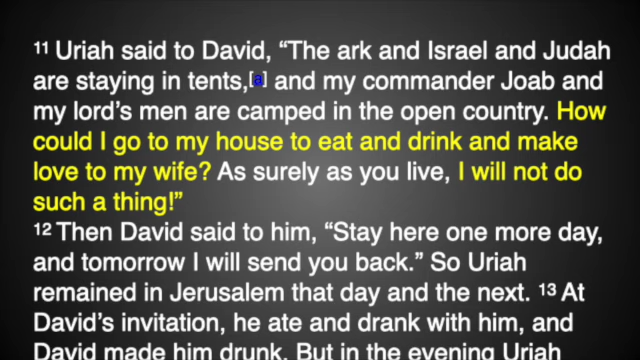 11 Uriah said to David, “The ark and Israel and Judah
are staying in tents,[a] and my commander Joab and
my lord’s men are camped in the open country. How
could I go to my house to eat and drink and make
love to my wife? As surely as you live, I will not do
such a thing!”
12 Then David said to him, “Stay here one more day,
and tomorrow I will send you back.” So Uriah
remained in Jerusalem that day and the next. 13 At
David’s invitation, he ate and drank with him, and
David made him drunk. But in the evening Uriah